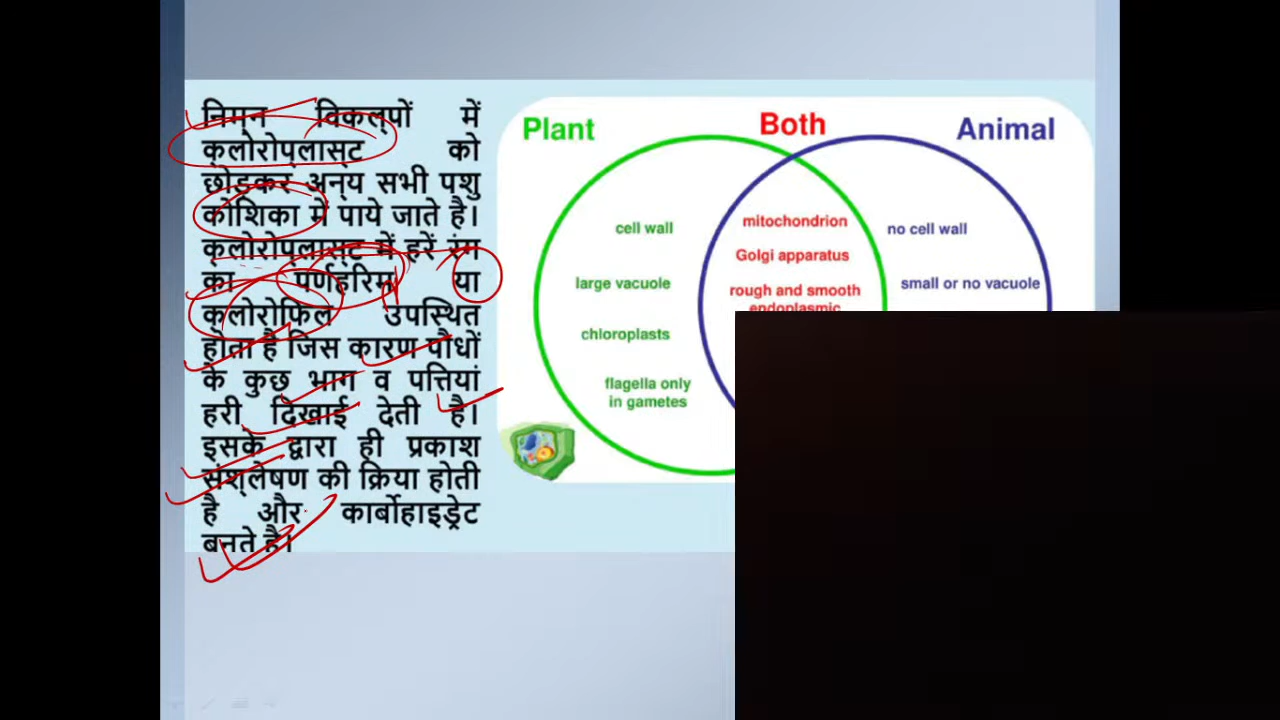 निमन विकल्पों में
क्लोरोप्लास्ट को
छोड़कर अन्य सभी पशु
कोशिका में पाये जाते है।
क्लोरोप्लास्ट में हरें रंग
का पर्णहरिम या
क्लोरोफिल उपस्थित
होता है जिस कारण पौधों
के कुछ भाग व पत्तियां
हरी दिखाई देती है।
इसके द्वारा ही प्रकाश
संश्लेषण की क्रिया होती
है और कार्बोहाइड्रेट
बनते है।
Plant Both Animal
cell wall
large vacuole
chloroplasts
flagella only
in gametes
mitochondrion
Golgi apparatus
rough and smooth
endoplasmic
no cell wall
small or no vacuole